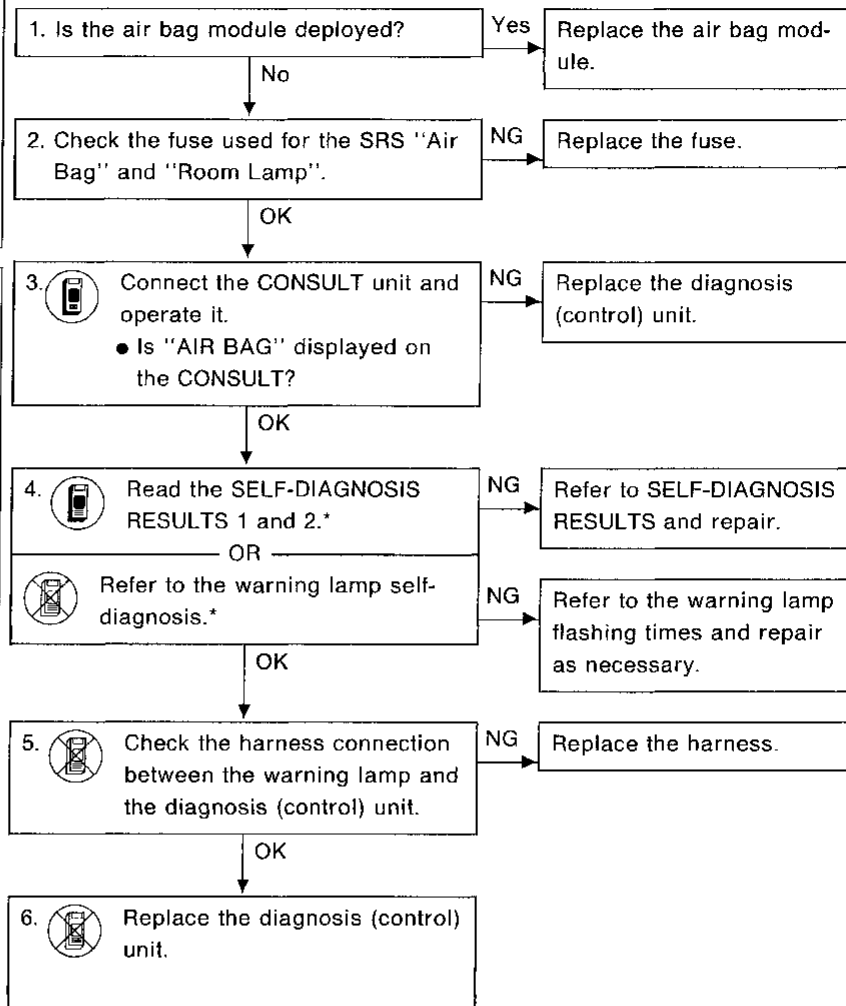 1. Is the air bag module deployed?
Yes
Replace the air bag mod-
ule.
No
2. Check the fuse used for the SRS "Air
Bag" and "Room Lamp".
NG
Replace the fuse.
OK
3. Connect the CONSULT unit and
operate it.
● Is "AIR BAG" displayed on
the CONSULT?
NG
Replace the diagnosis
(control) unit.
OK
4. Read the SELF-DIAGNOSIS
RESULTS 1 and 2.*
NG
Refer to SELF-DIAGNOSIS
RESULTS and repair.
OR
Refer to the warning lamp self-
diagnosis.*
NG
Refer to the warning lamp
flashing times and repair
as necessary.
OK
5. Check the harness connection
between the warning lamp and
the diagnosis (control) unit.
NG
Replace the harness.
OK
6. Replace the diagnosis (control)
unit.